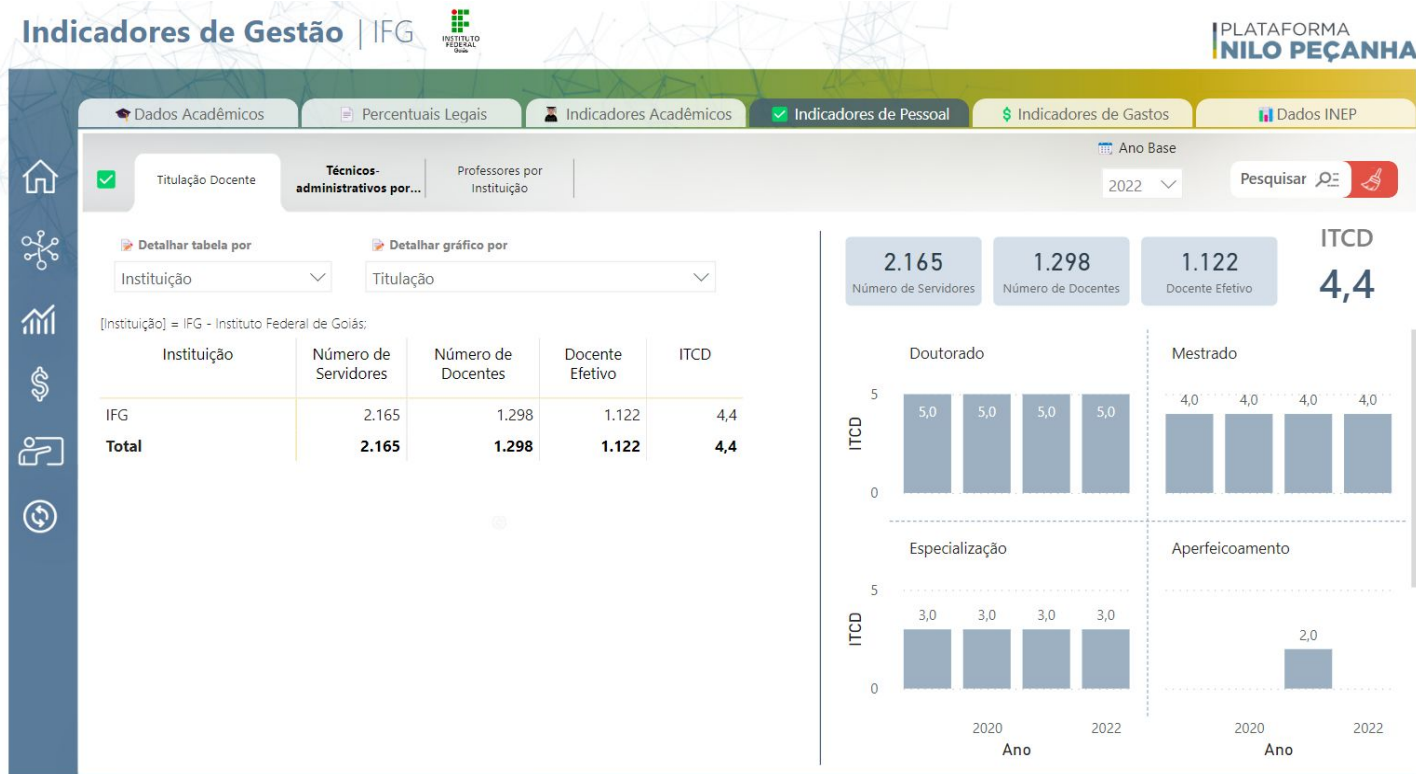 Indicadores de Gestão | IFG
INSTITUTO
FEDERAL
Goiás
PLATAFORMA
NILO PEÇANHA
Dados Acadêmicos
Percentuais Legais
Indicadores Acadêmicos
Indicadores de Pessoal
Indicadores de Gastos
Dados INEP
Titulação Docente
Técnicos-
administrativos por...
Professores por
Instituição
Ano Base
2022
Pesquisar
Detalhar tabela por
Instituição
Detalhar gráfico por
Titulação
[Instituição] = IFG - Instituto Federal de Goiás;
Instituição Número de Servidores Número de Docentes Docente Efetivo ITCD
IFG 2.165 1.298 1.122 4,4
Total 2.165 1.298 1.122 4,4
2.165
Número de Servidores
1.298
Número de Docentes
1.122
Docente Efetivo
ITCD
4,4
Doutorado
ITCD
5
0
5,0 5,0 5,0 5,0
Mestrado
4,0 4,0 4,0 4,0
Especialização
ITCD
5
0
3,0 3,0 3,0 3,0
2020 2022
Ano
Aperfeicoamento
2,0
2020 2022
Ano